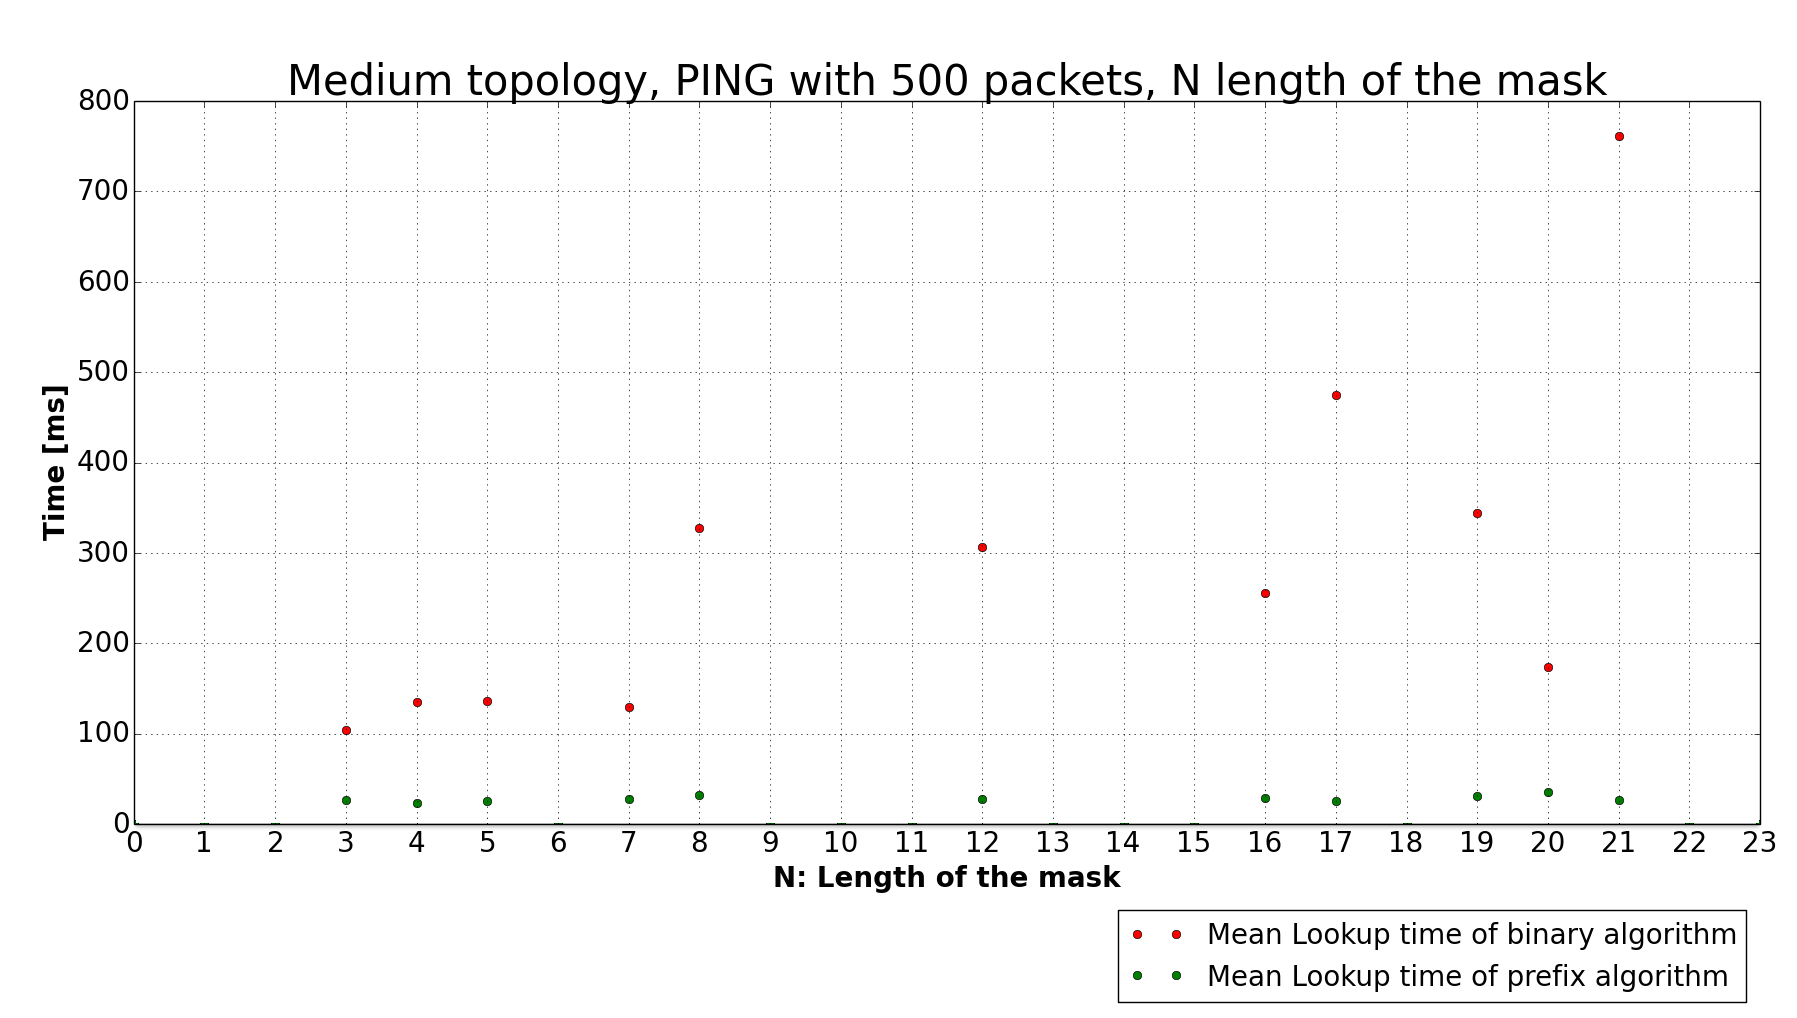 Medium topology, PING with 500 packets, N length of the mask
800
700
600
500
400
300
200
100
0
Time [ms]
0 1 2 3 4 5 6 7 8 9 10 11 12 13 14 15 16 17 18 19 20 21 22 23
N: Length of the mask
Mean Lookup time of binary algorithm
Mean Lookup time of prefix algorithm